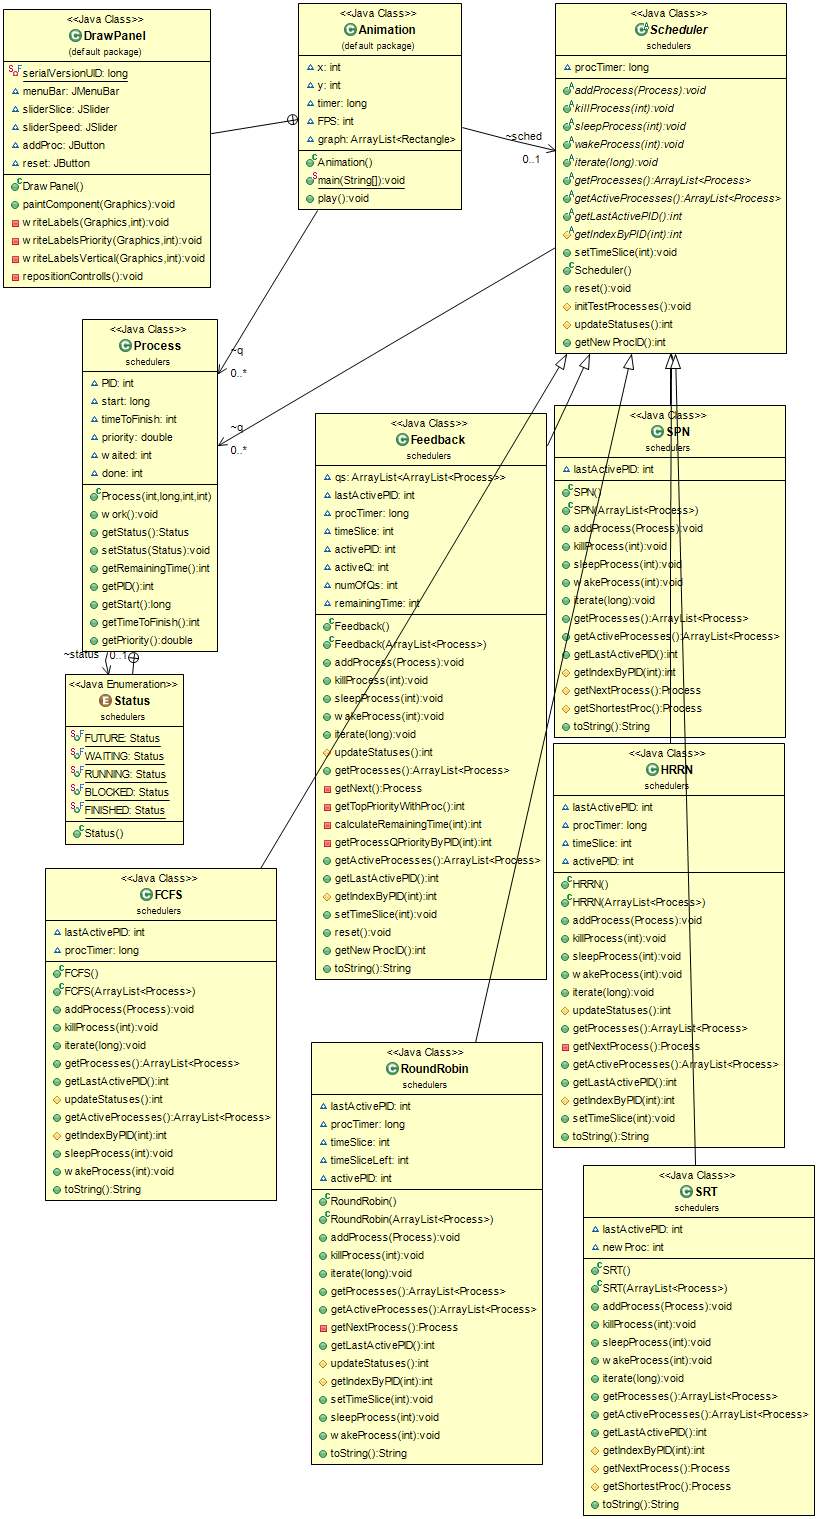 <<Java Class>>
DrawPanel
(default package)
serialVersionUID: long
menuBar: JMenuBar
sliderSlice: JSlider
sliderSpeed: JSlider
addProc: JButton
reset: JButton
DrawPanel()
paintComponent(Graphics):void
writeLabels(Graphics,int):void
writeLabelsPriority(Graphics,int):void
writeLabelsVertical(Graphics,int):void
repositionControlls():void
<<Java Class>>
Animation
(default package)
x: int
y: int
timer: long
FPS: int
graph: ArrayList<Rectangle>
Animation()
main(String[]):void
play():void
~sched
0..1
<<Java Class>>
Scheduler
schedulers
procTimer: long
addProcess(Process):void
killProcess(int):void
sleepProcess(int):void
wakeProcess(int):void
iterate(long):void
getProcesses():ArrayList<Process>
getActiveProcesses():ArrayList<Process>
getLastActivePID():int
getIndexByPID(int):int
setTimeSlice(int):void
Scheduler()
reset():void
initTestProcesses():void
updateStatuses():int
getNewProcID():int
~q
0..*
~q
0..*
<<Java Class>>
Process
schedulers
PID: int
start: long
timeToFinish: int
priority: double
waited: int
done: int
Process(int,long,int,int)
work():void
getStatus():Status
setStatus(Status):void
getRemainingTime():int
getPID():int
getStart():long
getTimeToFinish():int
getPriority():double
~status
0..1
<<Java Enumeration>>
Status
schedulers
FUTURE: Status
WAITING: Status
RUNNING: Status
BLOCKED: Status
FINISHED: Status
Status()
<<Java Class>>
Feedback
schedulers
qs: ArrayList<ArrayList<Process>>
lastActivePID: int
procTimer: long
timeSlice: int
activePID: int
activeQ: int
numOfQs: int
remainingTime: int
Feedback()
Feedback(ArrayList<Process>)
addProcess(Process):void
killProcess(int):void
sleepProcess(int):void
wakeProcess(int):void
iterate(long):void
updateStatuses():int
getProcesses():ArrayList<Process>
getNext():Process
getTopPriorityWithProc():int
calculateRemainingTime(int):int
getProcessQPriorityByPID(int):int
getActiveProcesses():ArrayList<Process>
getLastActivePID():int
getIndexByPID(int):int
setTimeSlice(int):void
reset():void
getNewProcID():int
toString():String
<<Java Class>>
SPN
schedulers
lastActivePID: int
SPN()
SPN(ArrayList<Process>)
addProcess(Process):void
killProcess(int):void
sleepProcess(int):void
wakeProcess(int):void
iterate(long):void
getProcesses():ArrayList<Process>
getActiveProcesses():ArrayList<Process>
getLastActivePID():int
getIndexByPID(int):int
getNextProcess():Process
getShortestProc():Process
toString():String
<<Java Class>>
HRRN
schedulers
lastActivePID: int
procTimer: long
timeSlice: int
activePID: int
HRRN()
HRRN(ArrayList<Process>)
addProcess(Process):void
killProcess(int):void
sleepProcess(int):void
wakeProcess(int):void
iterate(long):void
updateStatuses():int
getProcesses():ArrayList<Process>
getNextProcess():Process
getActiveProcesses():ArrayList<Process>
getLastActivePID():int
getIndexByPID(int):int
setTimeSlice(int):void
toString():String
<<Java Class>>
FCFS
schedulers
lastActivePID: int
procTimer: long
FCFS()
FCFS(ArrayList<Process>)
addProcess(Process):void
killProcess(int):void
iterate(long):void
getProcesses():ArrayList<Process>
getLastActivePID():int
updateStatuses():int
getActiveProcesses():ArrayList<Process>
getIndexByPID(int):int
sleepProcess(int):void
wakeProcess(int):void
toString():String
<<Java Class>>
RoundRobin
schedulers
lastActivePID: int
procTimer: long
timeSlice: int
timeSliceLeft: int
activePID: int
RoundRobin()
RoundRobin(ArrayList<Process>)
addProcess(Process):void
killProcess(int):void
iterate(long):void
getProcesses():ArrayList<Process>
getActiveProcesses():ArrayList<Process>
getNextProcess():Process
getLastActivePID():int
updateStatuses():int
getIndexByPID(int):int
setTimeSlice(int):void
sleepProcess(int):void
wakeProcess(int):void
toString():String
<<Java Class>>
SRT
schedulers
lastActivePID: int
newProc: int
SRT()
SRT(ArrayList<Process>)
addProcess(Process):void
killProcess(int):void
sleepProcess(int):void
wakeProcess(int):void
iterate(long):void
getProcesses():ArrayList<Process>
getActiveProcesses():ArrayList<Process>
getLastActivePID():int
getIndexByPID(int):int
getNextProcess():Process
getShortestProc():Process
toString():String